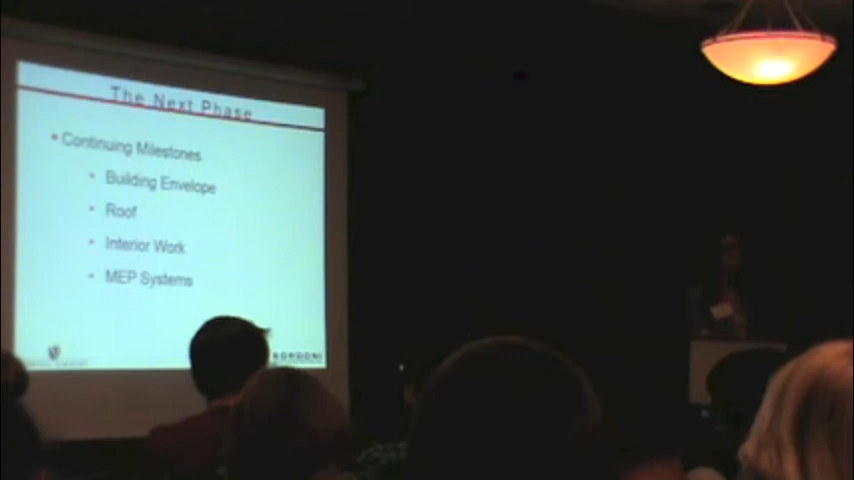 The Next Phase
• Continuing Milestones
• Building Envelope
• Roof
• Interior Work
• MEP Systems